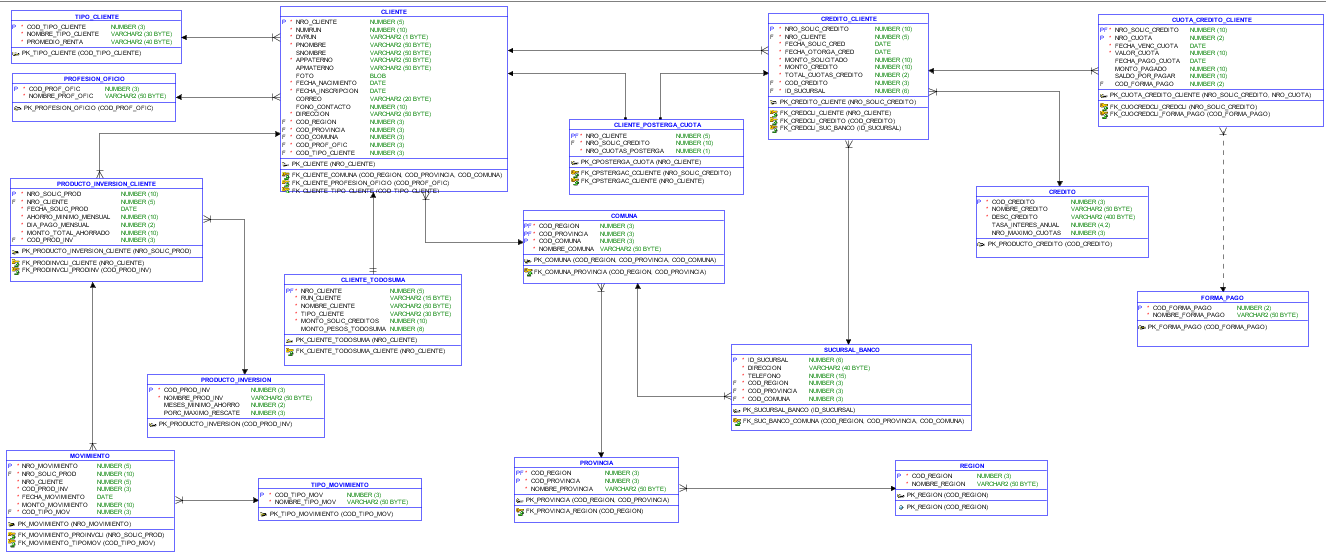 TIPO_CLIENTE
P * COD_TIPO_CLIENTE NUMBER (3)
* NOMBRE_TIPO_CLIENTE VARCHAR2 (30 BYTE)
* PROMEDIO_RENTA VARCHAR2 (40 BYTE)
PK_TIPO_CLIENTE (COD_TIPO_CLIENTE)
PROFESION_OFICIO
P * COD_PROF_OFIC NUMBER (3)
* NOMBRE_PROF_OFIC VARCHAR2 (50 BYTE)
PK_PROFESION_OFICIO (COD_PROF_OFIC)
CLIENTE
P * NRO_CLIENTE NUMBER (5)
* NUMRUN NUMBER (10)
* DVRUN VARCHAR2 (1 BYTE)
* PNOMBRE VARCHAR2 (50 BYTE)
SNOMBRE VARCHAR2 (50 BYTE)
* APPATERNO VARCHAR2 (50 BYTE)
APMATERNO VARCHAR2 (50 BYTE)
FOTO BLOB
* FECHA_NACIMIENTO DATE
* FECHA_INSCRIPCION DATE
CORREO VARCHAR2 (20 BYTE)
FONO_CONTACTO NUMBER (10)
* DIRECCION VARCHAR2 (50 BYTE)
F * COD_REGION NUMBER (3)
F * COD_PROVINCIA NUMBER (3)
F * COD_COMUNA NUMBER (3)
F * COD_PROF_OFIC NUMBER (3)
F * COD_TIPO_CLIENTE NUMBER (3)
PK_CLIENTE (NRO_CLIENTE)
FK_CLIENTE_COMUNA (COD_REGION, COD_PROVINCIA, COD_COMUNA)
FK_CLIENTE_PROFESION_OFICIO (COD_PROF_OFIC)
FK_CLIENTE_TIPO_CLIENTE (COD_TIPO_CLIENTE)
CREDITO_CLIENTE
P * NRO_SOLIC_CREDITO NUMBER (10)
F * NRO_CLIENTE NUMBER (5)
* FECHA_SOLIC_CRED DATE
* FECHA_OTORGA_CRED DATE
* MONTO_SOLICITADO NUMBER (10)
* MONTO_CREDITO NUMBER (10)
* TOTAL_CUOTAS_CREDITO NUMBER (2)
F * COD_CREDITO NUMBER (3)
F * ID_SUCURSAL NUMBER (6)
PK_CREDITO_CLIENTE (NRO_SOLIC_CREDITO)
FK_CREDCLI_CLIENTE (NRO_CLIENTE)
FK_CREDCLI_CREDITO (COD_CREDITO)
FK_CREDCLI_SUC_BANCO (ID_SUCURSAL)
CUOTA_CREDITO_CLIENTE
PF * NRO_SOLIC_CREDITO NUMBER (10)
P * NRO_CUOTA NUMBER (2)
* FECHA_VENC_CUOTA DATE
* VALOR_CUOTA NUMBER (10)
FECHA_PAGO_CUOTA DATE
MONTO_PAGADO NUMBER (10)
SALDO_POR_PAGAR NUMBER (10)
F COD_FORMA_PAGO NUMBER (2)
PK_CUOTA_CREDITO_CLIENTE (NRO_SOLIC_CREDITO, NRO_CUOTA)
FK_CUOCREDCLI_CREDCLI (NRO_SOLIC_CREDITO)
FK_CUOCREDCLI_FORMA_PAGO (COD_FORMA_PAGO)
CLIENTE_POSTERGA_CUOTA
PF * NRO_CLIENTE NUMBER (5)
F * NRO_SOLIC_CREDITO NUMBER (10)
* NRO_CUOTAS_POSTERGA NUMBER (1)
PK_CPOSTERGA_CUOTA (NRO_CLIENTE)
FK_CPSTERGAC_CLIENTE (NRO_SOLIC_CREDITO)
FK_CPSTERGAC_CLIENTE (NRO_CLIENTE)
PRODUCTO_INVERSION_CLIENTE
P * NRO_SOLIC_PROD NUMBER (10)
F * NRO_CLIENTE NUMBER (5)
* FECHA_SOLIC_PROD DATE
* AHORRO_MINIMO_MENSUAL NUMBER (10)
* DIA_PAGO_MENSUAL NUMBER (2)
* MONTO_TOTAL_AHORRADO NUMBER (10)
F * COD_PROD_INV NUMBER (3)
PK_PRODUCTO_INVERSION_CLIENTE (NRO_SOLIC_PROD)
FK_PRODINVCLI_CLIENTE (NRO_CLIENTE)
FK_PRODINVCLI_PRODINV (COD_PROD_INV)
CREDITO
P * COD_CREDITO NUMBER (3)
* NOMBRE_CREDITO VARCHAR2 (50 BYTE)
* DESC_CREDITO VARCHAR2 (400 BYTE)
TASA_INTERES_ANUAL NUMBER (4,2)
NRO_MAXIMO_CUOTAS NUMBER (3)
PK_PRODUCTO_CREDITO (COD_CREDITO)
COMUNA
PF * COD_REGION NUMBER (3)
PF * COD_PROVINCIA NUMBER (3)
P * COD_COMUNA NUMBER (3)
* NOMBRE_COMUNA VARCHAR2 (50 BYTE)
PK_COMUNA (COD_REGION, COD_PROVINCIA, COD_COMUNA)
FK_COMUNA_PROVINCIA (COD_REGION, COD_PROVINCIA)
CLIENTE_TODOSUMA
PF * NRO_CLIENTE NUMBER (5)
* RUN_CLIENTE VARCHAR2 (15 BYTE)
* NOMBRE_CLIENTE VARCHAR2 (50 BYTE)
* TIPO_CLIENTE VARCHAR2 (30 BYTE)
* MONTO_SOLIC_CREDITOS NUMBER (10)
MONTO_PESOS_TODOSUMA NUMBER (8)
PK_CLIENTE_TODOSUMA (NRO_CLIENTE)
FK_CLIENTE_TODOSUMA_CLIENTE (NRO_CLIENTE)
FORMA_PAGO
P * COD_FORMA_PAGO NUMBER (2)
* NOMBRE_FORMA_PAGO VARCHAR2 (50 BYTE)
PK_FORMA_PAGO (COD_FORMA_PAGO)
SUCURSAL_BANCO
P * ID_SUCURSAL NUMBER (6)
* DIRECCION VARCHAR2 (40 BYTE)
* TELEFONO NUMBER (15)
F * COD_REGION NUMBER (3)
F * COD_PROVINCIA NUMBER (3)
F * COD_COMUNA NUMBER (3)
PK_SUCURSAL_BANCO (ID_SUCURSAL)
FK_SUC_BANCO_COMUNA (COD_REGION, COD_PROVINCIA, COD_COMUNA)
PRODUCTO_INVERSION
P * COD_PROD_INV NUMBER (3)
* NOMBRE_PROD_INV VARCHAR2 (50 BYTE)
MESES_MINIMO_AHORRO NUMBER (2)
PORC_MAXIMO_RESCATE NUMBER (3)
PK_PRODUCTO_INVERSION (COD_PROD_INV)
MOVIMIENTO
P * NRO_MOVIMIENTO NUMBER (5)
F * NRO_SOLIC_PROD NUMBER (10)
* NRO_CLIENTE NUMBER (5)
* COD_PROD_INV NUMBER (3)
* FECHA_MOVIMIENTO DATE
* MONTO_MOVIMIENTO NUMBER (10)
F * COD_TIPO_MOV NUMBER (3)
PK_MOVIMIENTO (NRO_MOVIMIENTO)
FK_MOVIMIENTO_PROINVCLI (NRO_SOLIC_PROD)
FK_MOVIMIENTO_TIPOMOV (COD_TIPO_MOV)
TIPO_MOVIMIENTO
P * COD_TIPO_MOV NUMBER (3)
* NOMBRE_TIPO_MOV VARCHAR2 (50 BYTE)
PK_TIPO_MOVIMIENTO (COD_TIPO_MOV)
PROVINCIA
PF * COD_REGION NUMBER (3)
P * COD_PROVINCIA NUMBER (3)
* NOMBRE_PROVINCIA VARCHAR2 (50 BYTE)
PK_PROVINCIA (COD_REGION, COD_PROVINCIA)
FK_PROVINCIA_REGION (COD_REGION)
REGION
P * COD_REGION NUMBER (3)
* NOMBRE_REGION VARCHAR2 (50 BYTE)
PK_REGION (COD_REGION)
PK_REGION (COD_REGION)